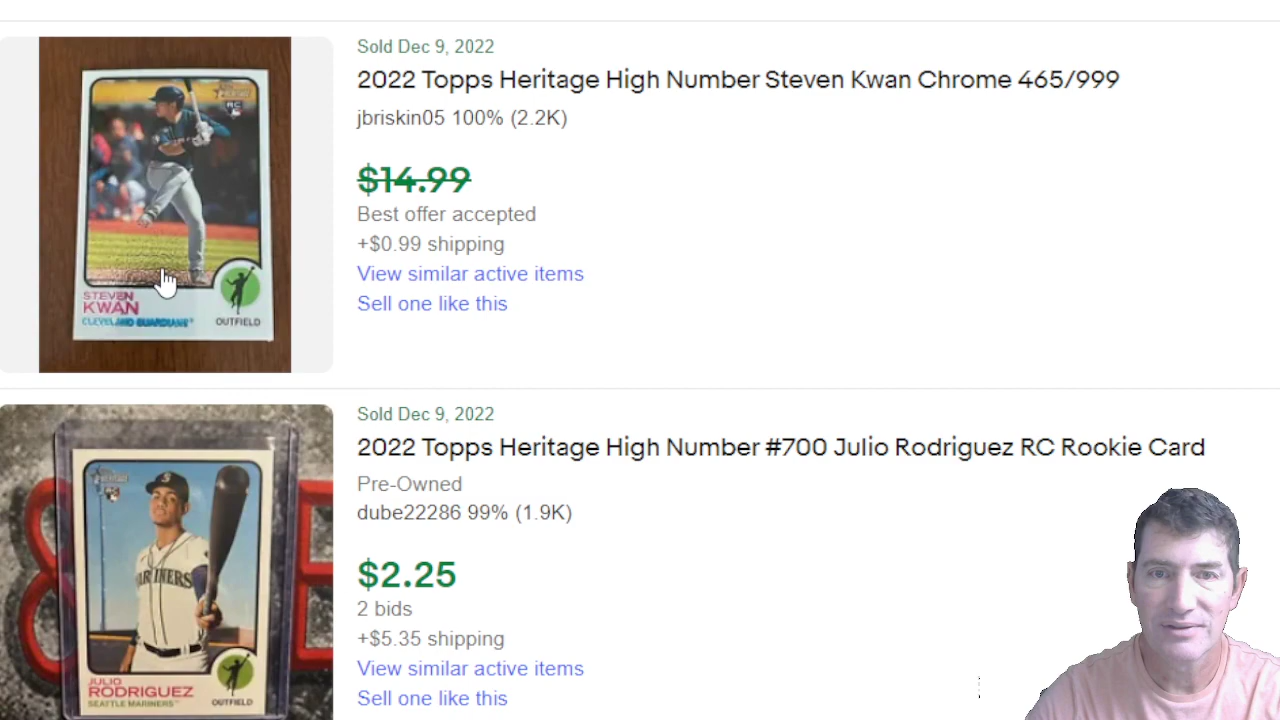 Sold Dec 9, 2022
2022 Topps Heritage High Number Steven Kwan Chrome 465/999
jbriskin05 100% (2.2K)
$14.99
Best offer accepted
+$0.99 shipping
View similar active items
Sell one like this
RC
STEVEN
KWAN
CLEVELAND GUARDIANS
OUTFIELD
Sold Dec 9, 2022
2022 Topps Heritage High Number #700 Julio Rodriguez RC Rookie Card
Pre-Owned
dube22286 99% (1.9K)
$2.25
2 bids
+$5.35 shipping
View similar active items
Sell one like this
S
MARINERS
JULIO
RODRIGUEZ
SEATTLE MARINERS
OUTFIELD